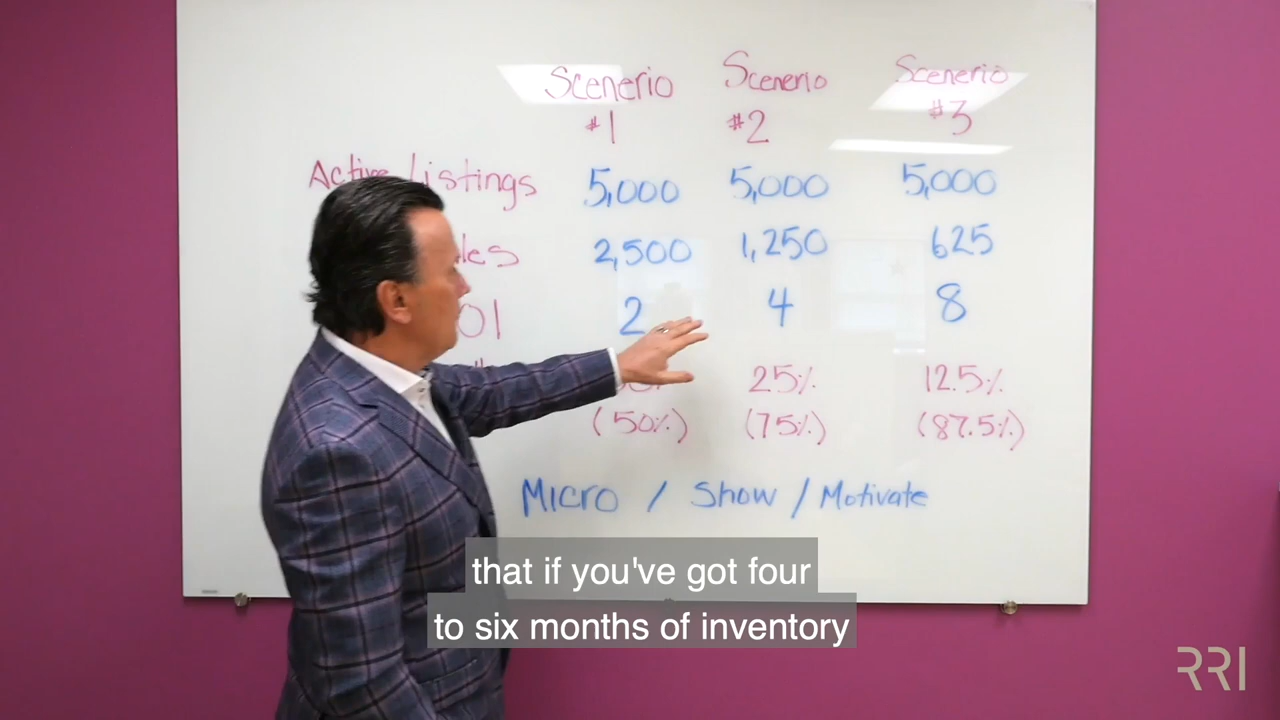 Scenerio Scenerio Scenerio
#1 #2 #3
Active Listings 5,000 5,000 5,000
2,500 1,250 625
2 4 8
25% 12.5%
(50%) (75%) (87.5%)
Micro / Show / Motivate
that if you've got four
to six months of inventory
RRI